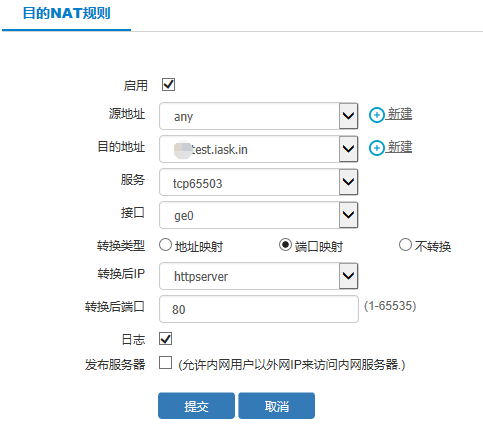 目的NAT规则
启用
源地址 any 新建
目的地址 test.iask.in 新建
服务 tcp65503
接口 ge0
转换类型 地址映射 端口映射 不转换
转换后IP httpserver
转换后端口 80 (1-65535)
日志
发布服务器 (允许内网用户以外网IP来访问内网服务器.)
提交 取消